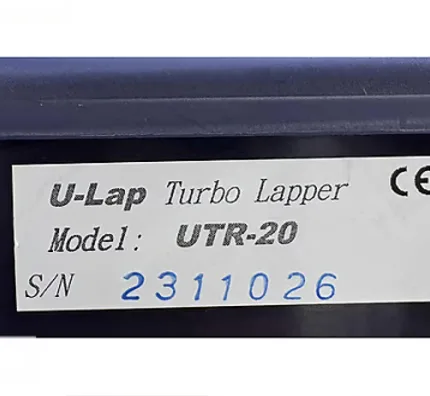 U-Lap Turbo Lapper CE
Model: UTR-20
S/N 2311026